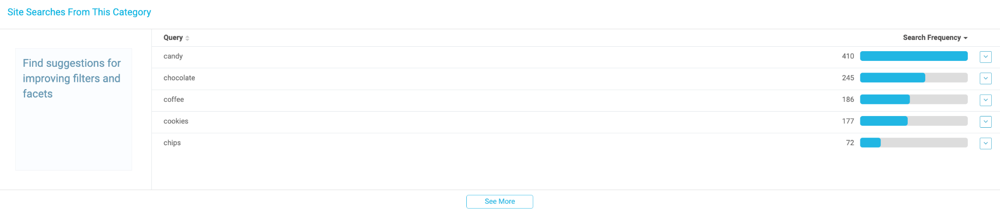 Site Searches From This Category
Find suggestions for
improving filters and
facets
Query Search Frequency
candy 410
chocolate 245
coffee 186
cookies 177
chips 72
See More